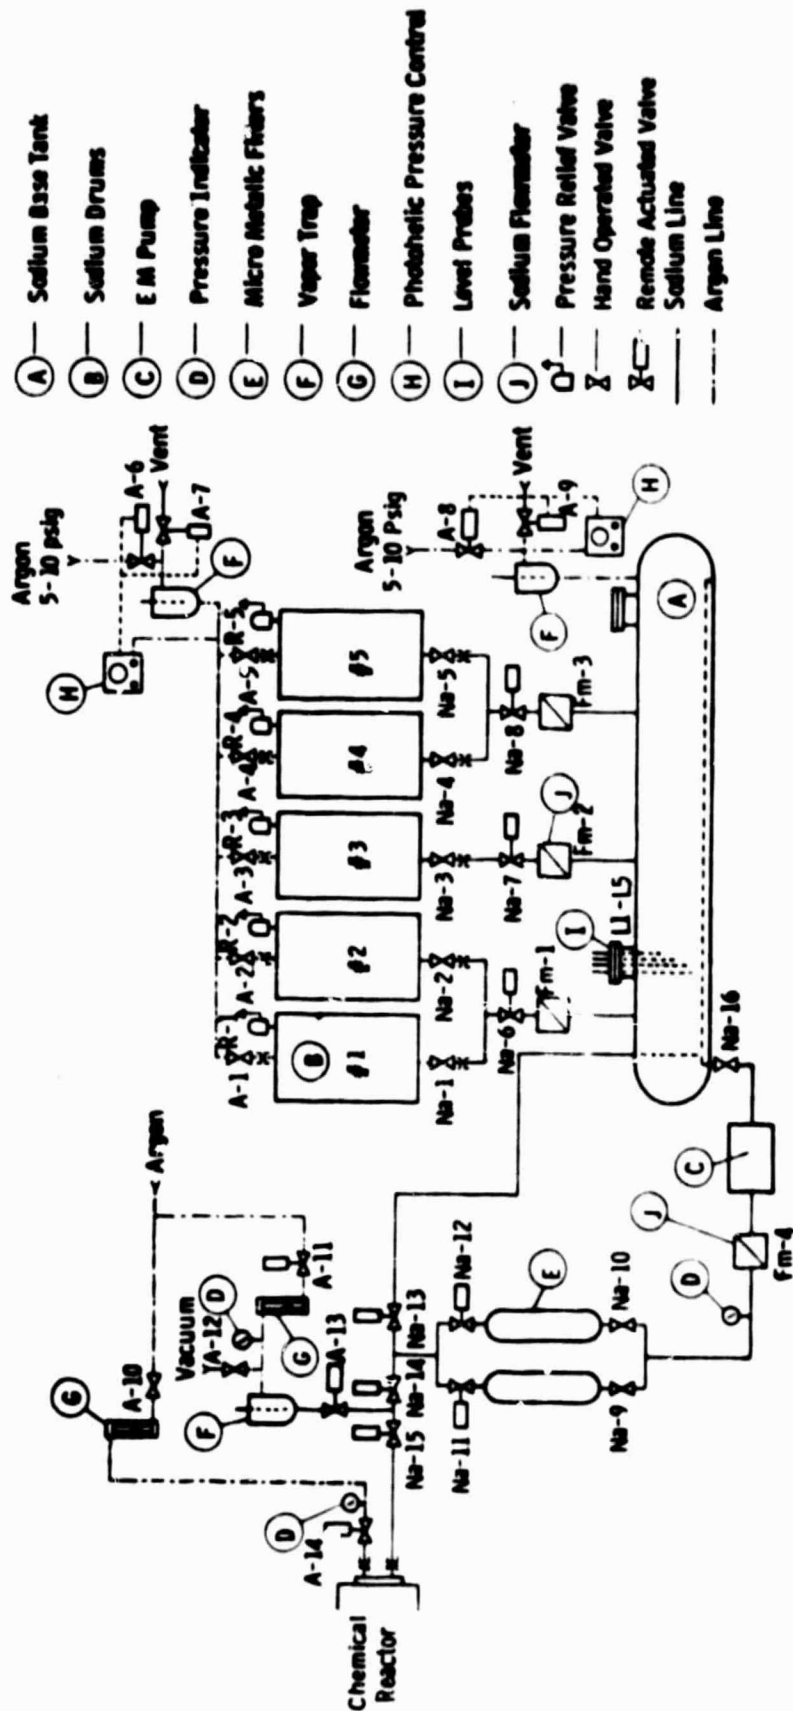 A Sodium Base Tank
B Sodium Drums
C E M Pump
D Pressure Indicator
E Micro Metalic Filters
F Vapor Trap
G Flowmeter
H Photohelic Pressure Control
I Level Probes
J Sodium Flowmeter
Pressure Relief Valve
Hand Operated Valve
Remote Actuated Valve
Sodium Line
Argon Line
Argon
5-10 psig
A-6
Vent
A-7
H
F
Argon
5-10 Psig
A-8
Vent
A-9
H
F
A
R-1
R-2
R-3
R-4
R-5
A-1
A-2
A-3
A-4
A-5
B
#1
#2
#3
#4
#5
Na-1
Na-2
Na-3
Na-4
Na-5
Na-6
Na-7
Na-8
Fm-1
Fm-2
Fm-3
J
I
L1-L5
Na-16
C
J
Fm-4
D
Argon
A-10
G
A-11
Vacuum
D
A-12
G
A-13
F
Na-12
Na-13
Na-14
Na-15
Na-11
E
Na-10
Na-9
D
A-14
Chemical
Reactor